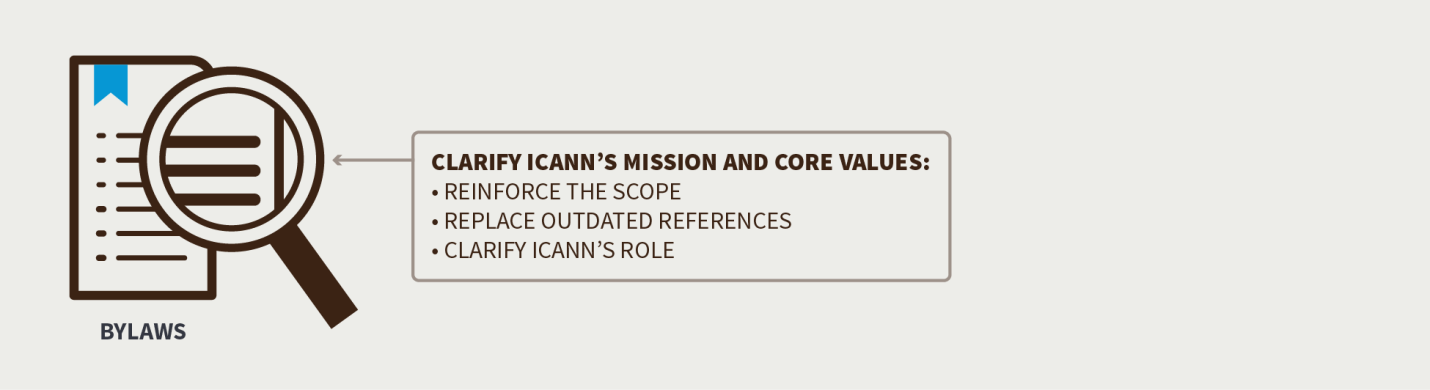 CLARIFY ICANN’S MISSION AND CORE VALUES:
• REINFORCE THE SCOPE
• REPLACE OUTDATED REFERENCES
• CLARIFY ICANN’S ROLE
BYLAWS